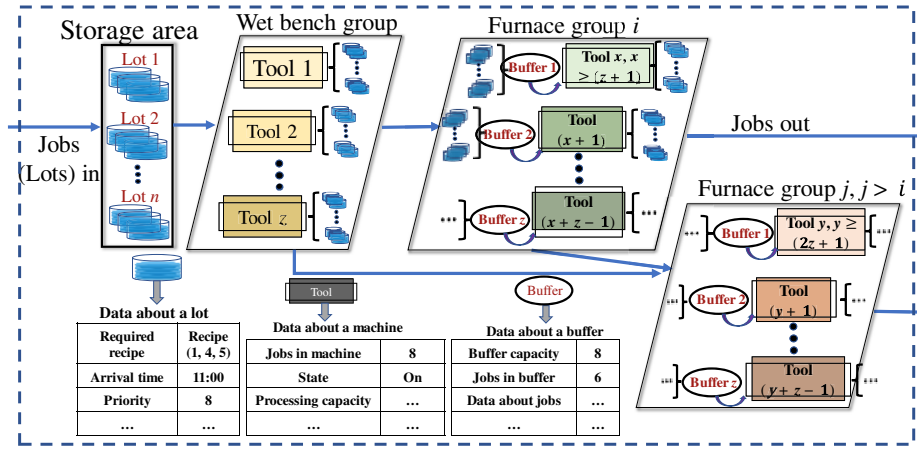 Storage area
Lot 1
Lot 2
Lot n
Jobs
(Lots) in
Wet bench group
Tool 1
Tool 2
Tool z
Furnace group i
Buffer 1
Tool x, x
≥ (z + 1)
Buffer 2
Tool
(x + 1)
Buffer z
Tool
(x + z − 1)
...
...
Jobs out
Furnace group j, j > i
...
Buffer 1
Tool y, y ≥
(2z + 1)
...
...
Buffer 2
Tool
(y + 1)
...
...
Buffer z
Tool
(y + z − 1)
...
Data about a lot
Required
recipe
Recipe
(1, 4, 5)
Arrival time 11:00
Priority 8
... ...
Tool
Data about a machine
Jobs in machine 8
State On
Processing capacity ...
... ...
Buffer
Data about a buffer
Buffer capacity 8
Jobs in buffer 6
Data about jobs ...
... ...